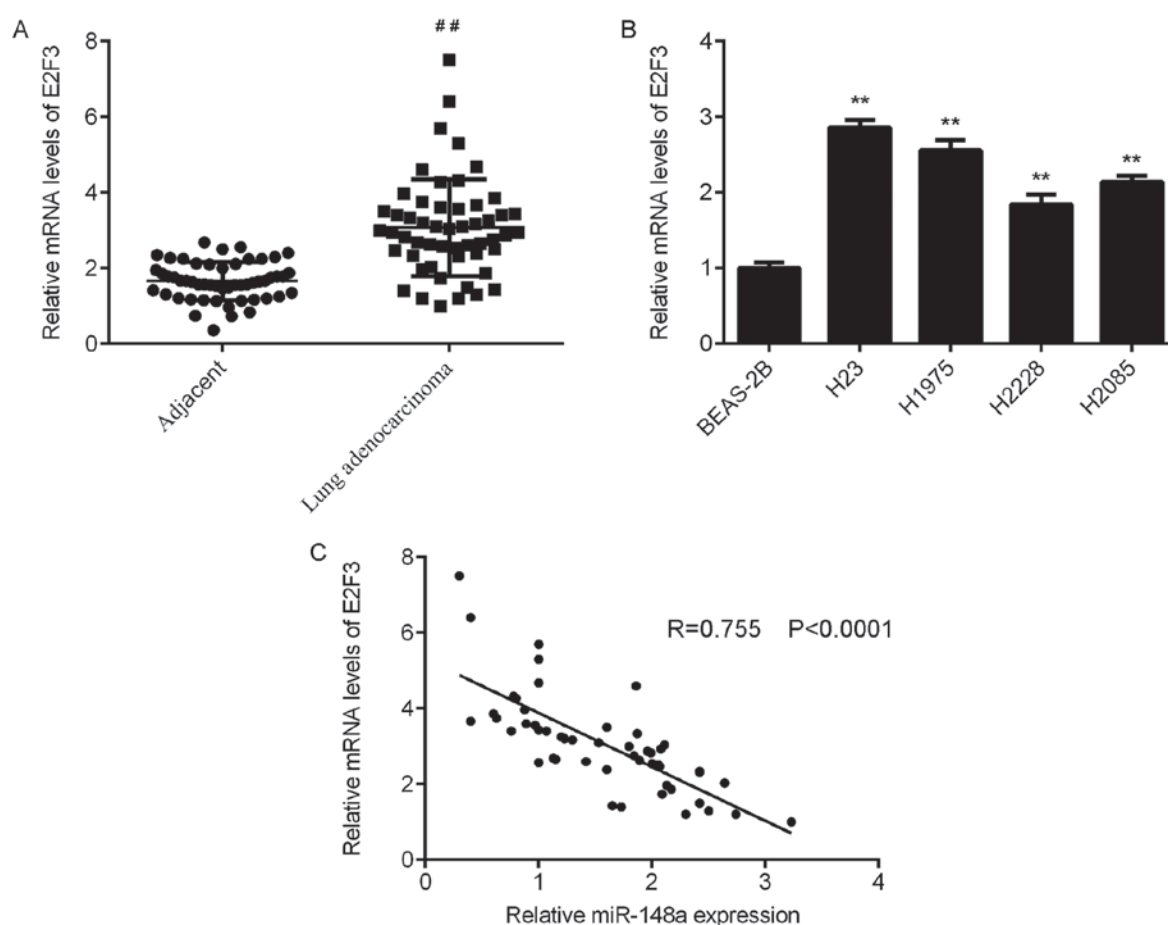 A
Relative mRNA levels of E2F3
8
6
4
2
0
##
Adjacent
Lung adenocarcinoma
B
Relative mRNA levels of E2F3
4
3
2
1
0
**
**
**
**
BEAS-2B
H23
H1975
H2228
H2085
C
Relative mRNA levels of E2F3
8
6
4
2
0
R=0.755 P<0.0001
0 1 2 3 4
Relative miR-148a expression